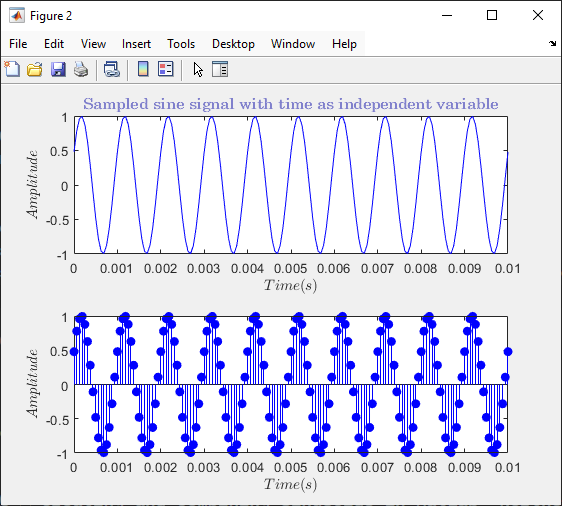 Figure 2
File Edit View Insert Tools Desktop Window Help
Sampled sine signal with time as independent variable
1
0.5
0
-0.5
-1
Amplitude
0 0.001 0.002 0.003 0.004 0.005 0.006 0.007 0.008 0.009 0.01
Time(s)
1
0.5
0
-0.5
-1
Amplitude
0 0.001 0.002 0.003 0.004 0.005 0.006 0.007 0.008 0.009 0.01
Time(s)